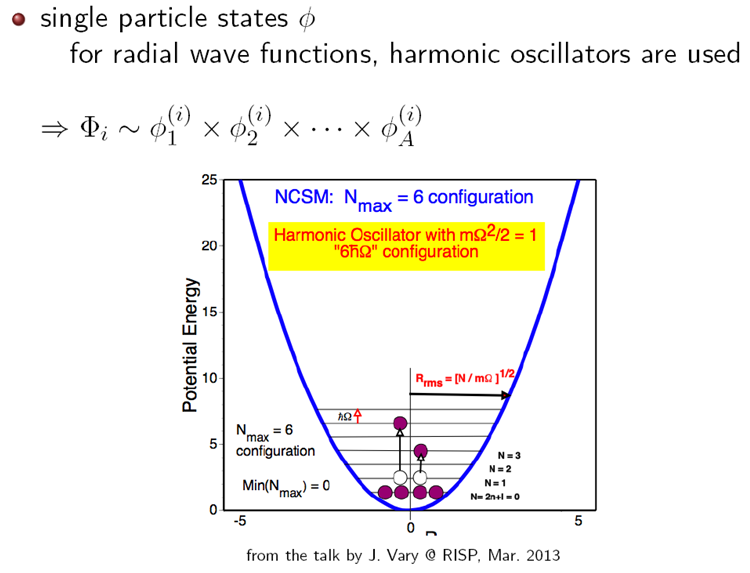 single particle states ϕ
for radial wave functions, harmonic oscillators are used
⇒ Φ_i ∼ ϕ_1^{(i)} × ϕ_2^{(i)} × ⋯ × ϕ_A^{(i)}
25
NCSM: N_max = 6 configuration
Harmonic Oscillator with mΩ^2/2 = 1
"6ħΩ" configuration
20
15
Potential Energy
10
R_rms = [N / mΩ ]^{1/2}
ħΩ
N_max = 6
configuration
5
N = 3
N = 2
Min(N_max) = 0
N = 1
N = 2n+l = 0
0
-5
0
5
from the talk by J. Vary @ RISP, Mar. 2013